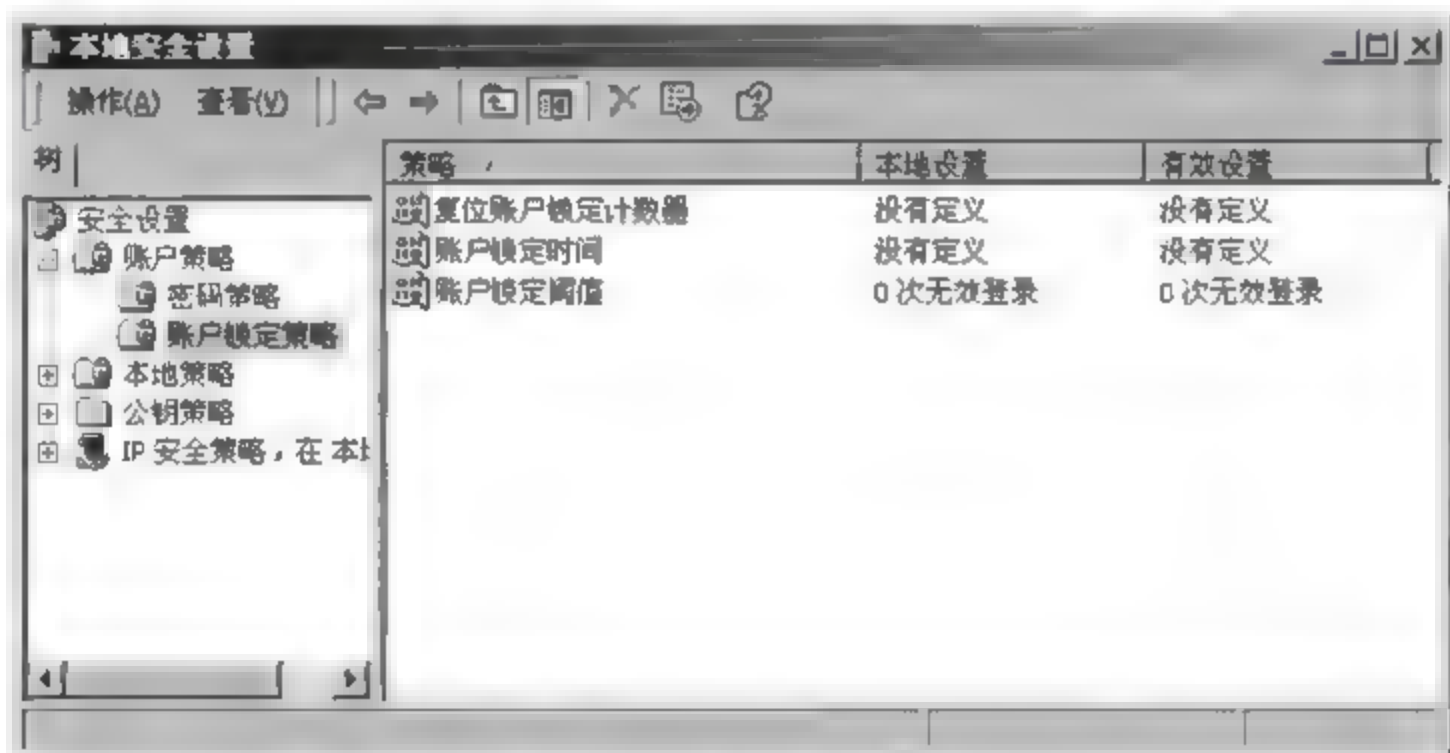 本地安全设置
操作(A) 查看(V)
树
策略 本地设置 有效设置
安全设置
账户策略
密码策略
账户锁定策略
本地策略
公钥策略
IP 安全策略，在 本地
复位账户锁定计数器 没有定义 没有定义
账户锁定时间 没有定义 没有定义
账户锁定阈值 0 次无效登录 0 次无效登录